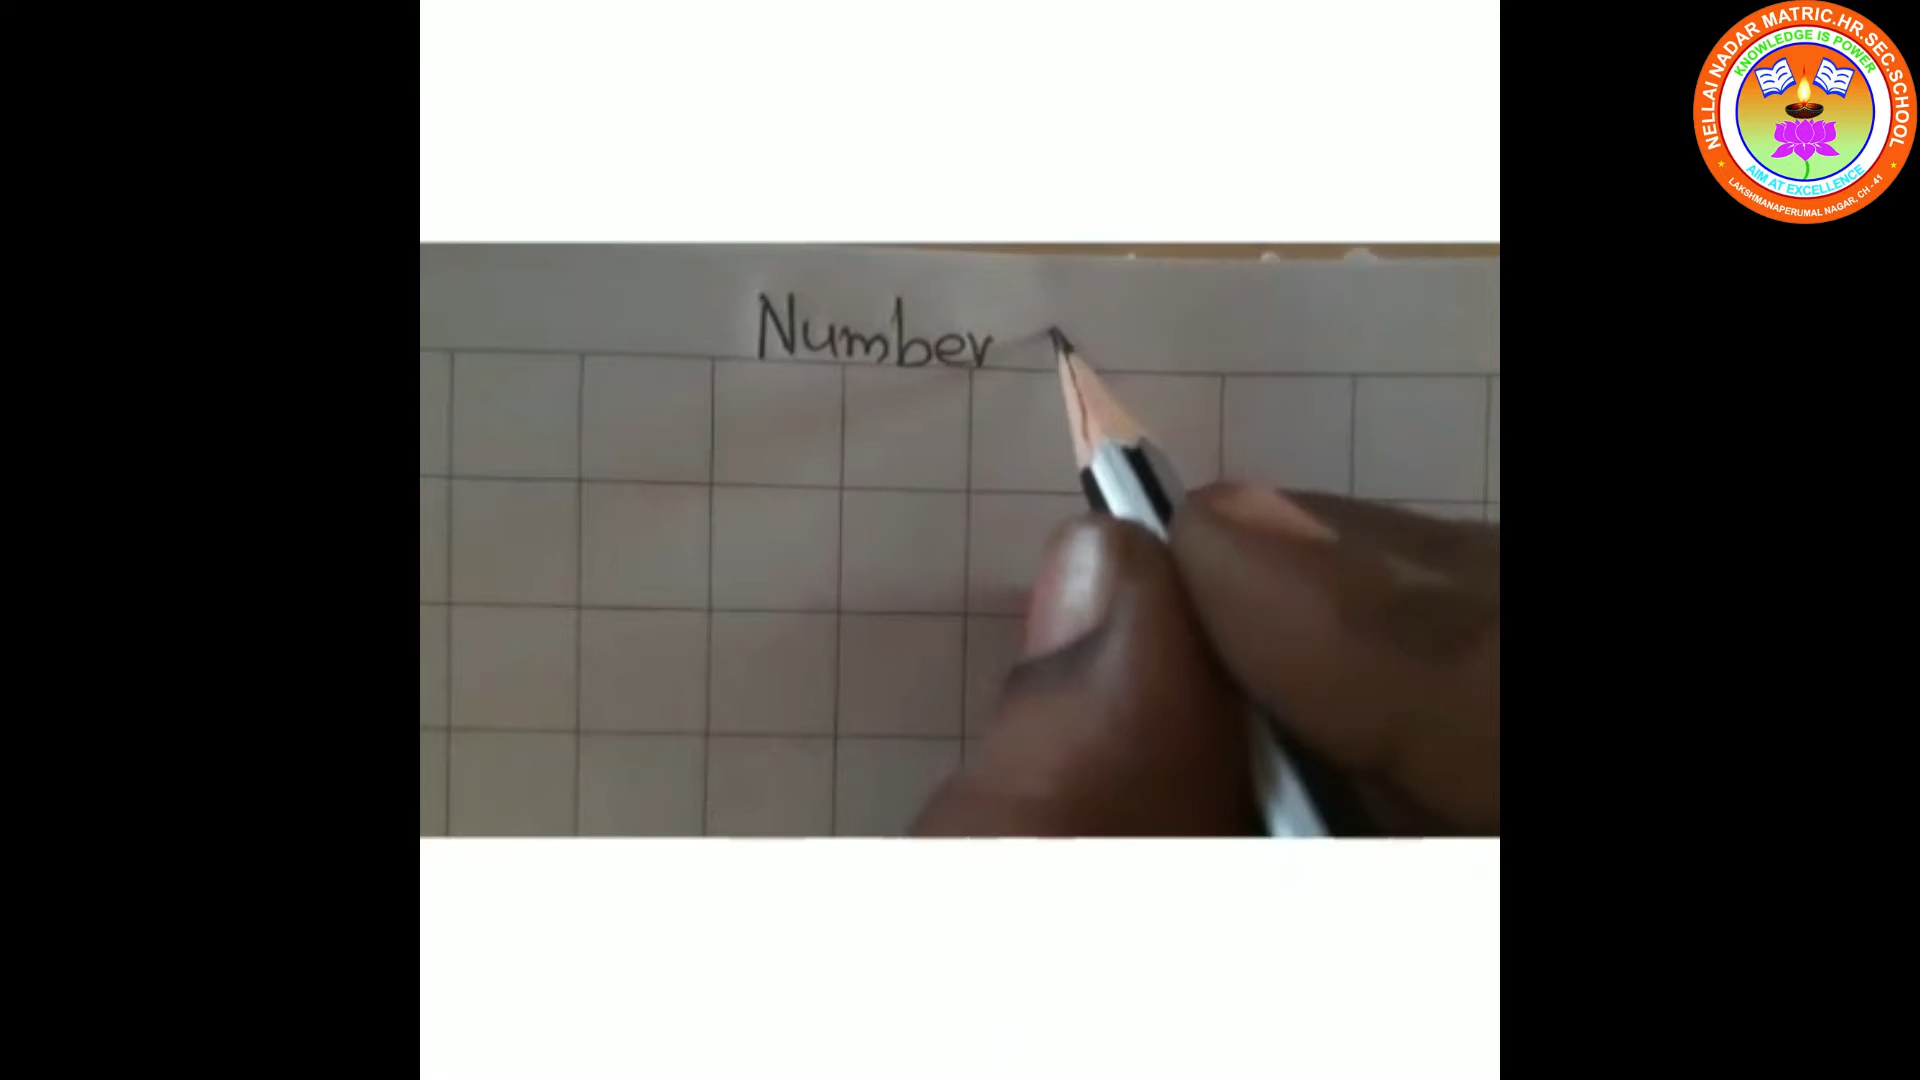 Number
NELLAI NADAR MATRIC.HR.SEC.SCHOOL
KNOWLEDGE IS POWER
AIM AT EXCELLENCE
LAKSHMANAPERUMAL NAGAR, CH - 41